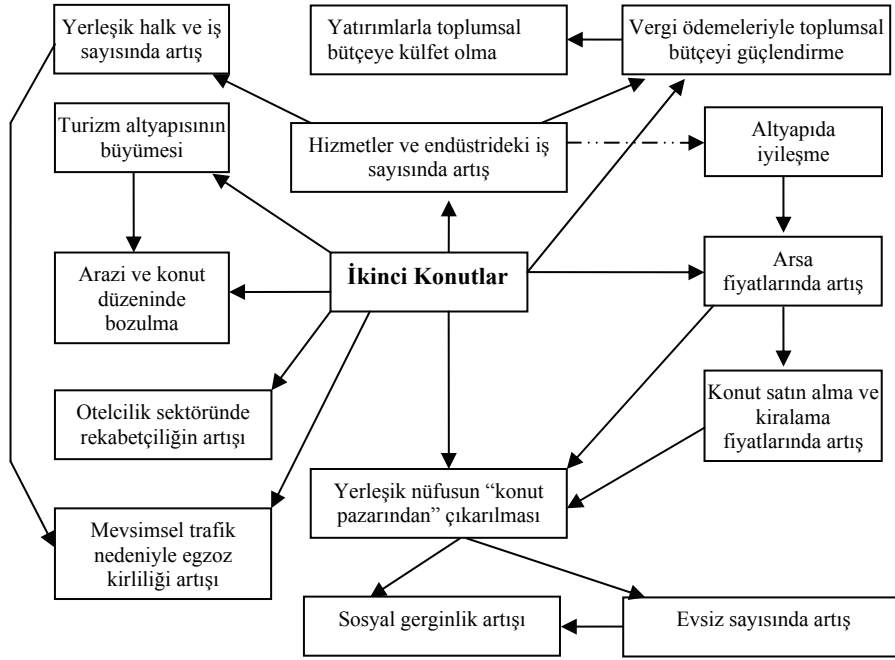 Yerleşik halk ve iş
sayısında artış
Yatırımlarla toplumsal
bütçeye külfet olma
Vergi ödemeleriyle toplumsal
bütçeyi güçlendirme
Turizm altyapısının
büyümesi
Hizmetler ve endüstrideki iş
sayısında artış
Altyapıda
iyileşme
Arazi ve konut
düzeninde
bozulma
İkinci Konutlar
Arsa
fiyatlarında artış
Otelcilik sektöründe
rekabetçiliğin artışı
Konut satın alma ve
kiralama
fiyatlarında artış
Mevsimsel trafik
nedeniyle egzoz
kirliliği artışı
Yerleşik nüfusun “konut
pazarından” çıkarılması
Sosyal gerginlik artışı
Evsiz sayısında artış